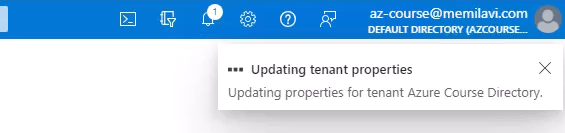 1
az-course@memilavi.com
DEFAULT DIRECTORY (AZCOURSE...
Updating tenant properties
Updating properties for tenant Azure Course Directory.